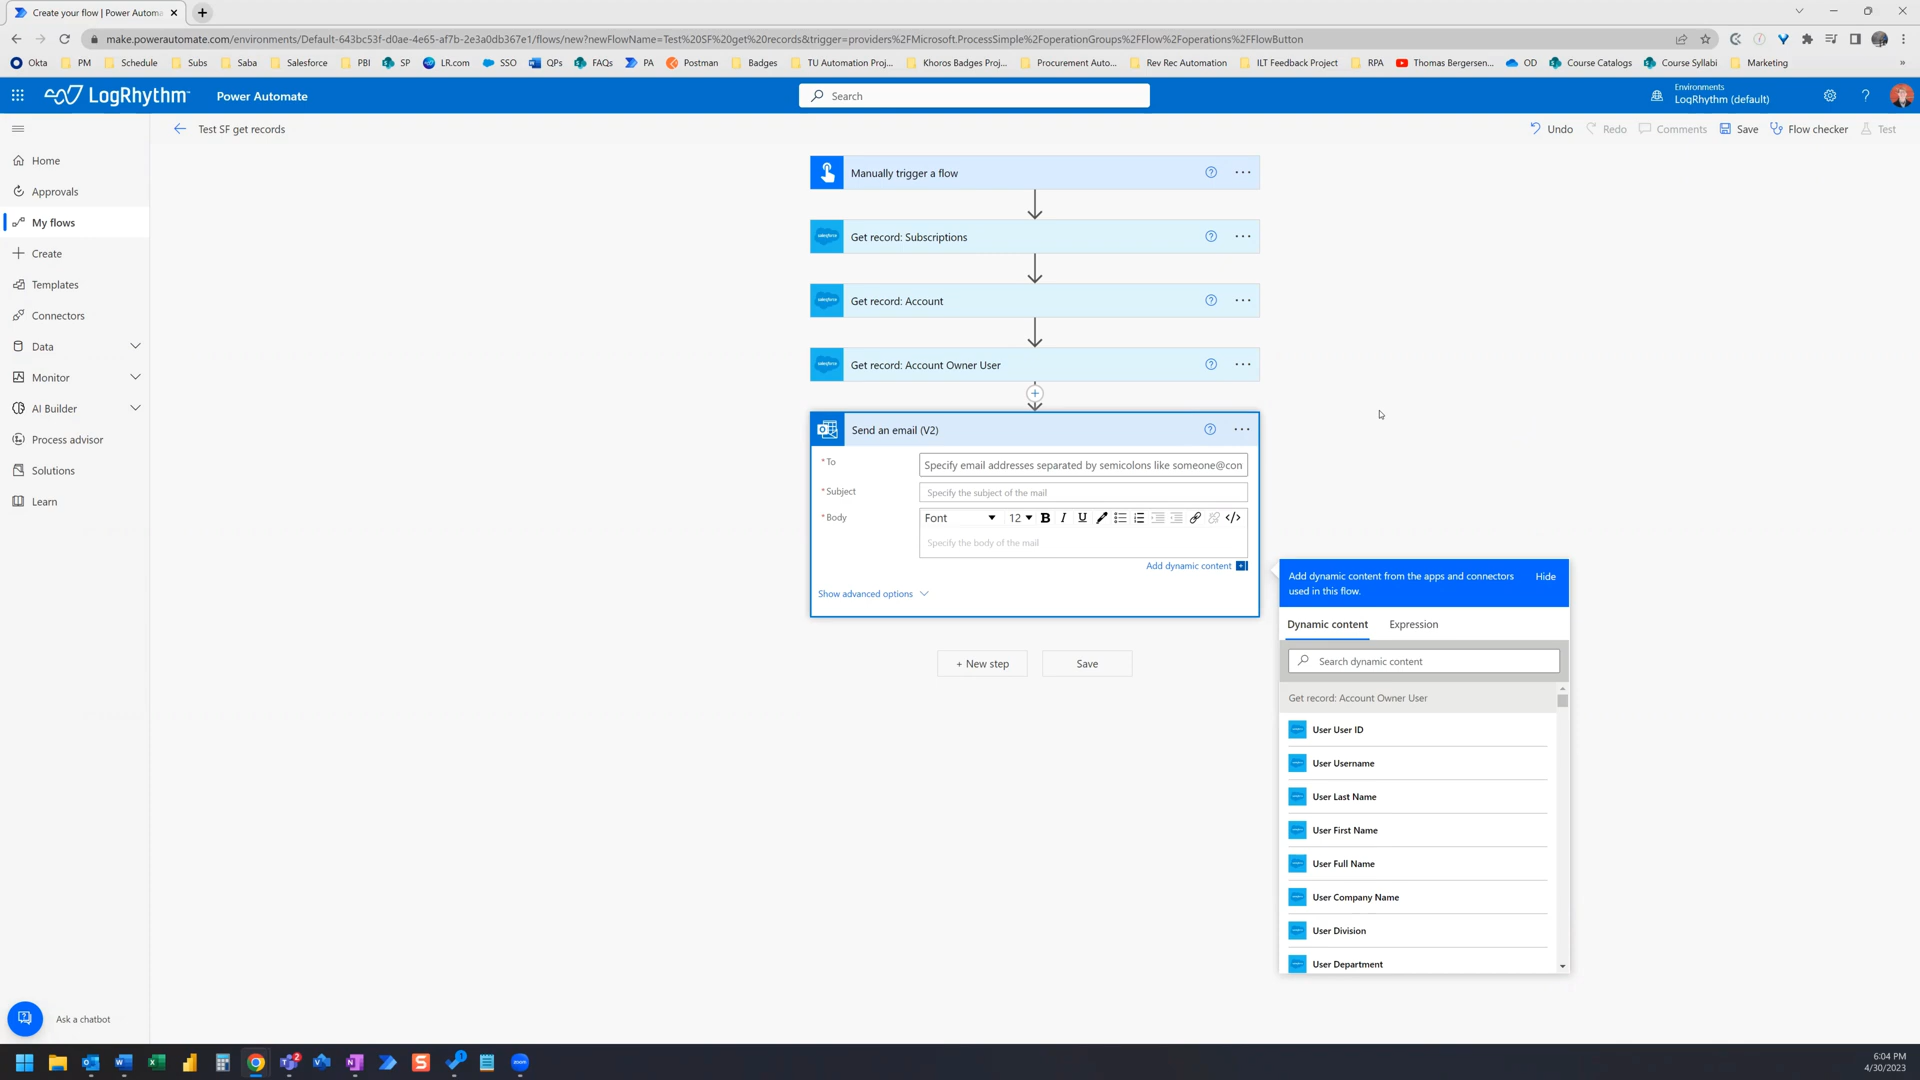 Create your flow | Power Automa
make.powerautomate.com/environments/Default-643bc53f-d0ae-4e65-af7b-2e3a0db367e1/flows/new?newFlowName=Test%20SF%20get%20records&trigger=providers%2FMicrosoft.ProcessSimple%2FoperationGroups%2FFlow%2Foperations%2FFlowButton
Okta PM Schedule Subs Saba Salesforce PBI SP LR.com SSO QPs FAQs PA Postman Badges TU Automation Proj... Khoros Badges Proj... Procurement Auto... Rev Rec Automation ILT Feedback Project RPA Thomas Bergersen... OD Course Catalogs Course Syllabi Marketing »
LogRhythm Power Automate
Search
Environments
LogRhythm (default)
Test SF get records
Undo Redo Comments Save Flow checker Test
Home
Approvals
My flows
Create
Templates
Connectors
Data
Monitor
AI Builder
Process advisor
Solutions
Learn
Ask a chatbot
Manually trigger a flow
Get record: Subscriptions
Get record: Account
Get record: Account Owner User
Send an email (V2)
* To
Specify email addresses separated by semicolons like someone@con
* Subject
Specify the subject of the mail
* Body
Font 12 B I U </>
Specify the body of the mail
Add dynamic content
Show advanced options
+ New step
Save
Add dynamic content from the apps and connectors used in this flow.
Hide
Dynamic content Expression
Search dynamic content
Get record: Account Owner User
User User ID
User Username
User Last Name
User First Name
User Full Name
User Company Name
User Division
User Department
6:04 PM
4/30/2023